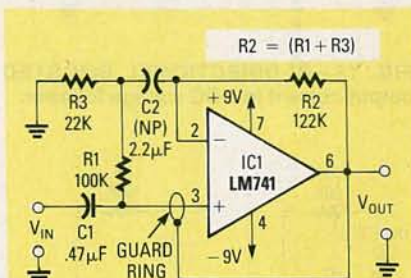 R2 = (R1+R3)
+9V
R3
22K
C2
(NP)
2.2µF
R2
122K
2
7
IC1
LM741
6
R1
100K
3
4
V_IN
C1
.47µF
GUARD
RING
-9V
V_OUT